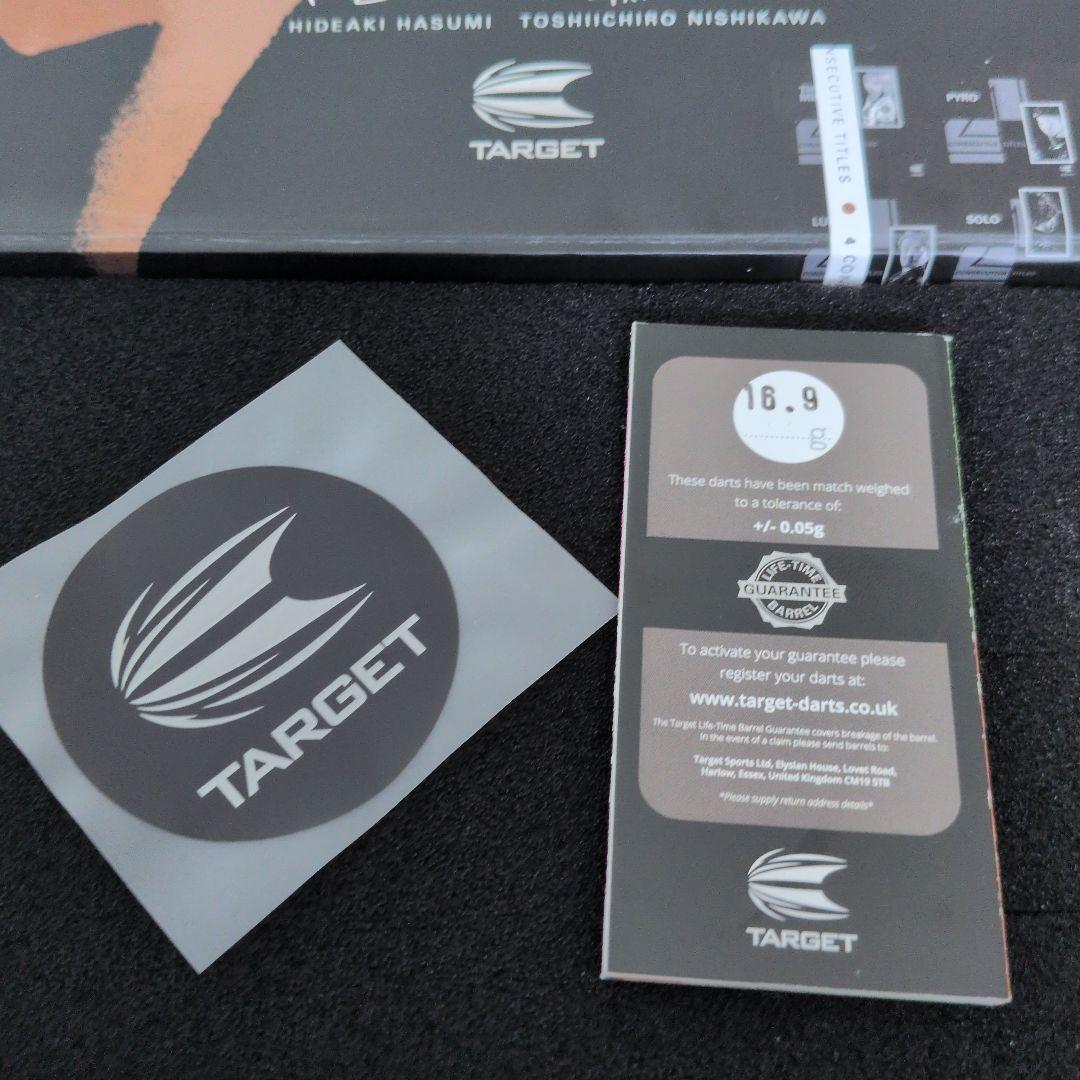 HIDEAKI HASUMI TOSHIICHIRO NISHIKAWA
TARGET
NSECUTIVE TITLES • 4 CO
PYRO
SOLO
TARGET
16.9
g
These darts have been match weighed
to a tolerance of:
+/- 0.05g
LIFE-TIME
GUARANTEE
BARREL
To activate your guarantee please
register your darts at:
www.target-darts.co.uk
The Target Life-Time Barrel Guarantee covers breakage of the barrel.
In the event of a claim please send barrels to:
Target Sports Ltd, Elysian House, Lovet Road,
Harlow, Essex, United Kingdom CM19 5TB
*Please supply return address details*
TARGET